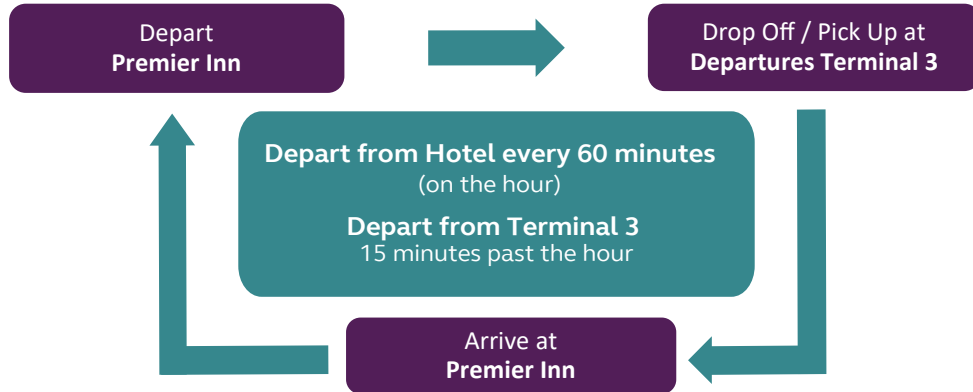 Depart
Premier Inn
Drop Off / Pick Up at
Departures Terminal 3
Depart from Hotel every 60 minutes
(on the hour)
Depart from Terminal 3
15 minutes past the hour
Arrive at
Premier Inn